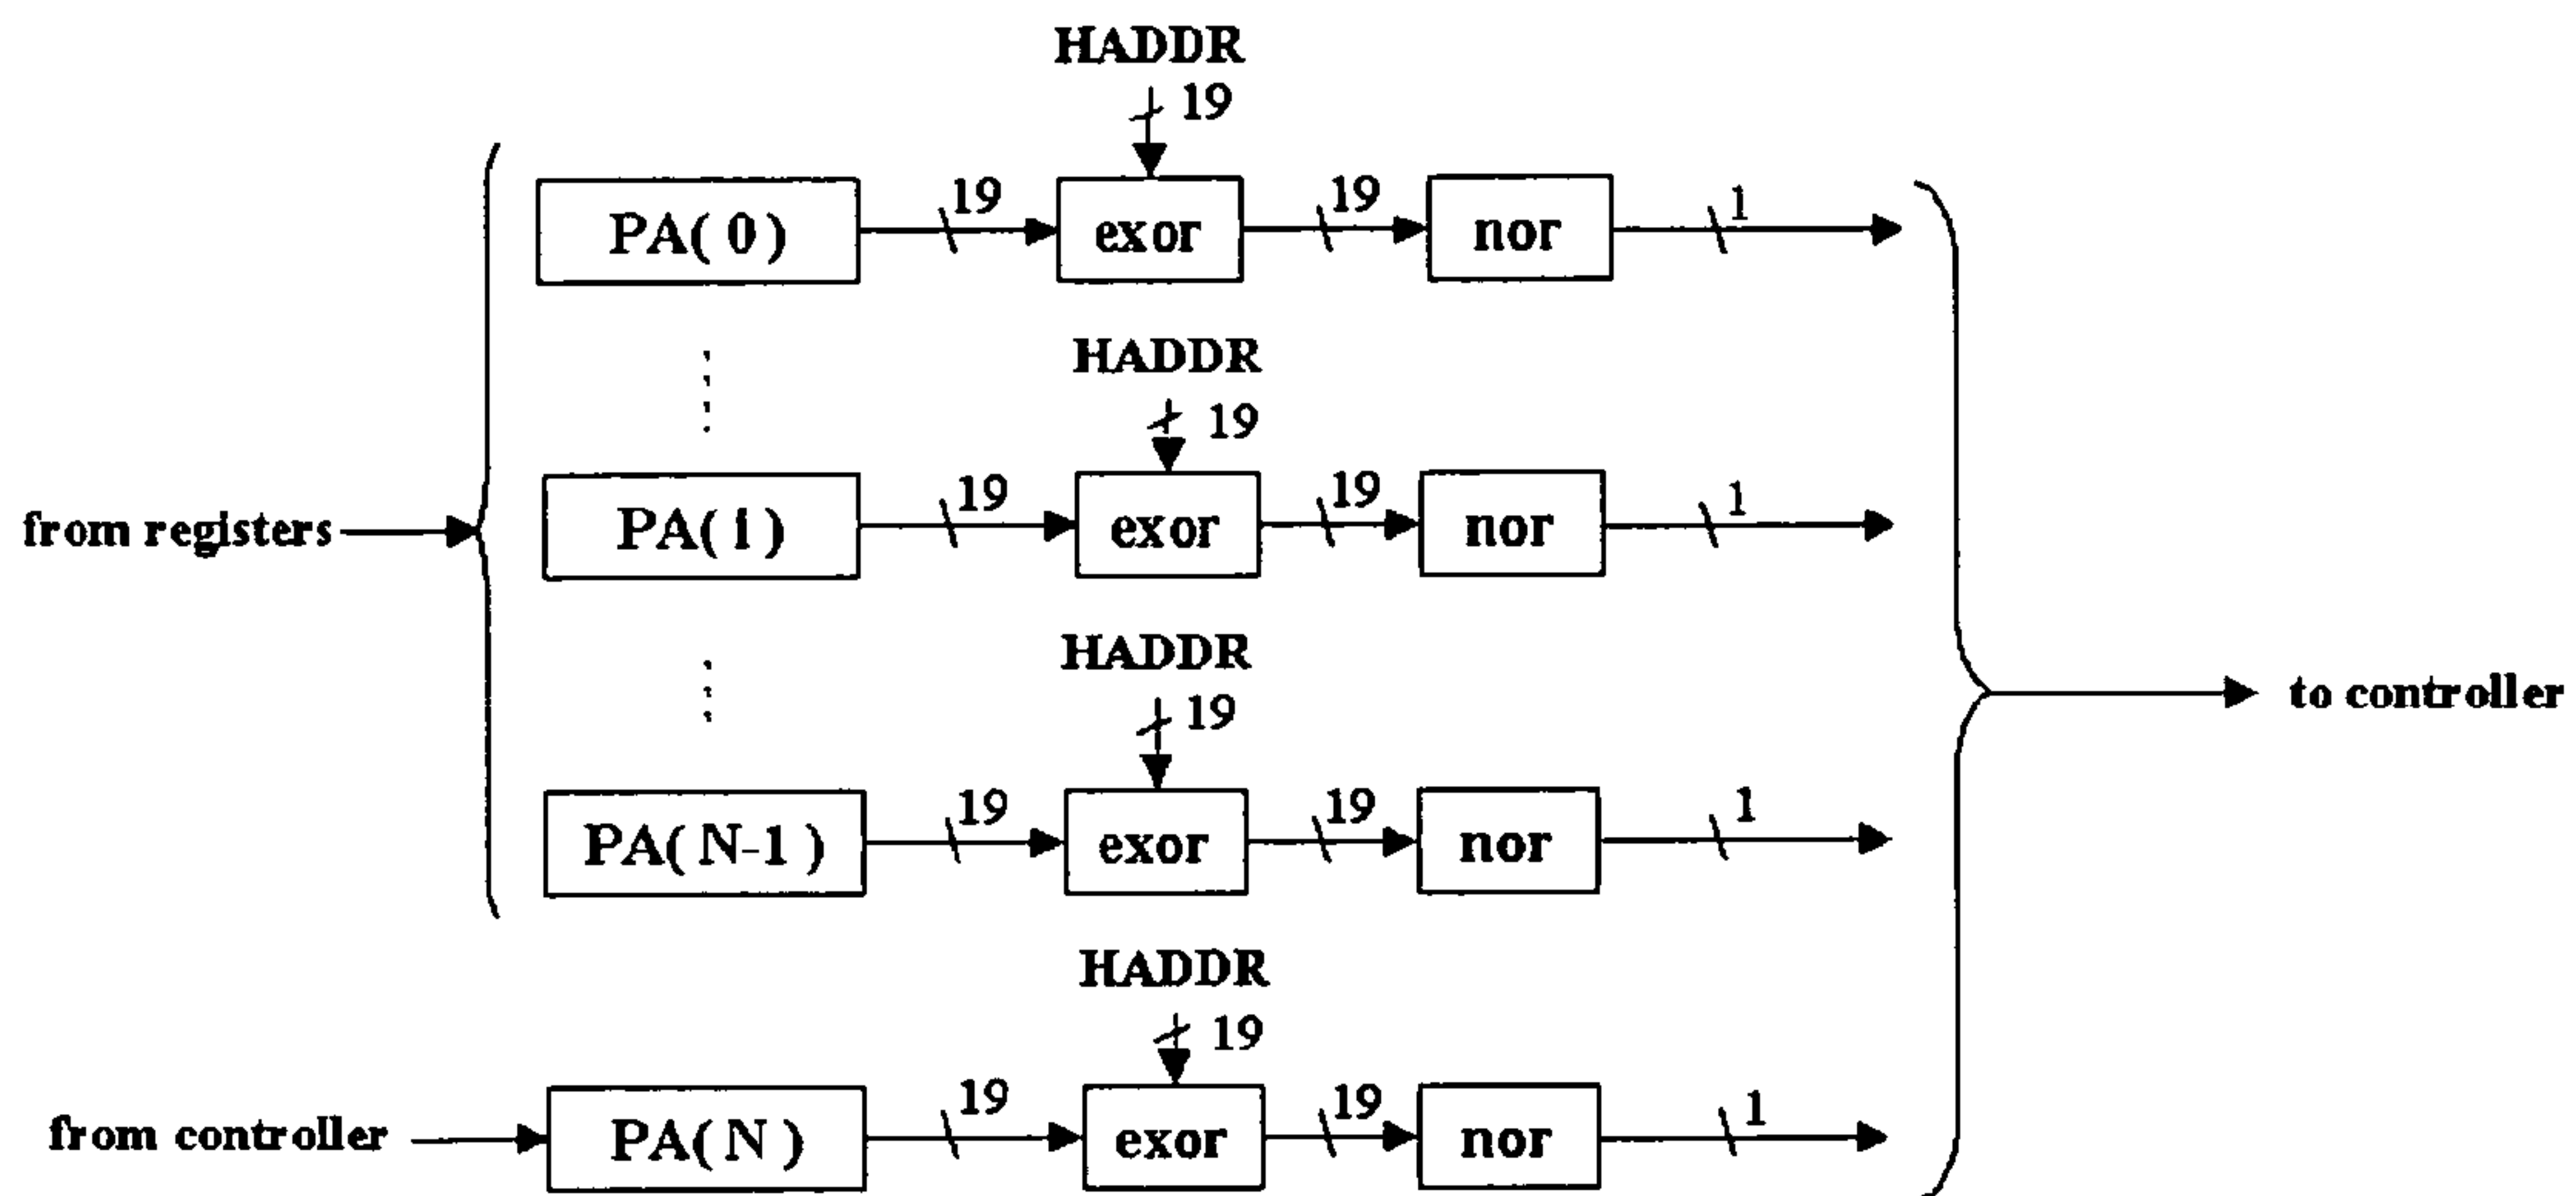 HADDR
19
PA( 0 )
19
exor
19
nor
1
HADDR
19
from registers
PA( i )
19
exor
19
nor
1
HADDR
19
to controller
PA( N-1 )
19
exor
19
nor
1
HADDR
19
from controller
PA( N )
19
exor
19
nor
1